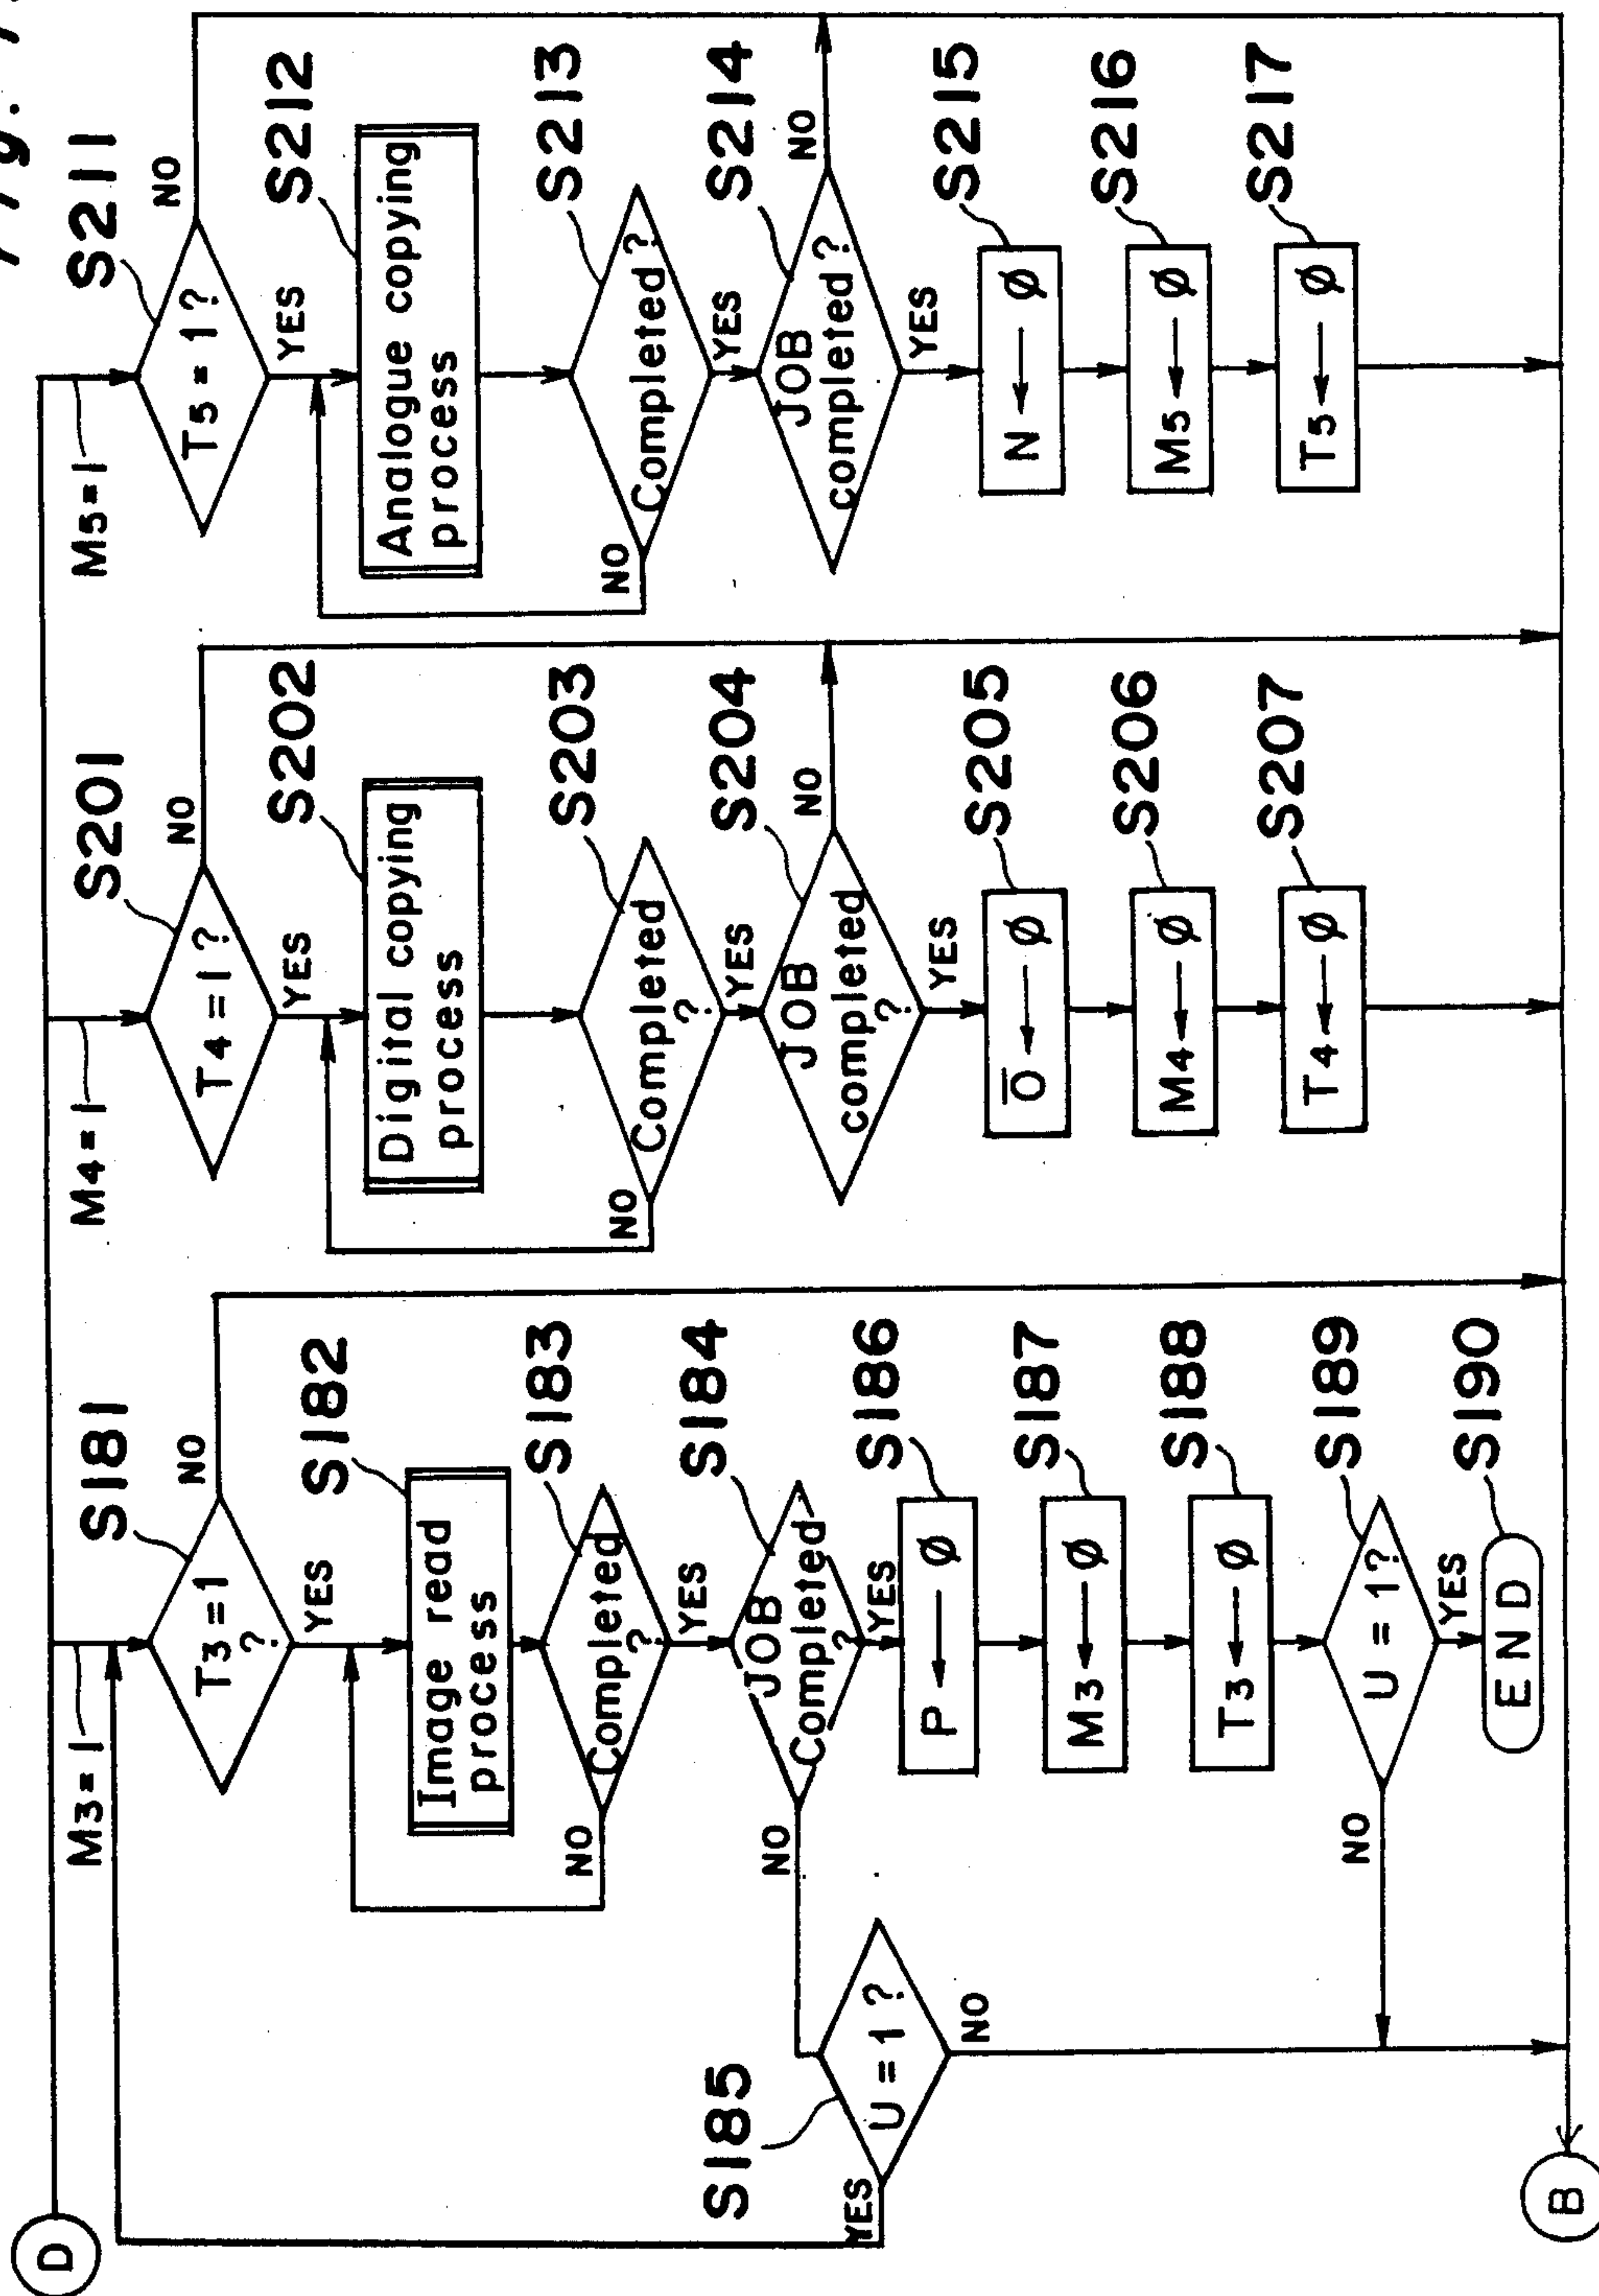 D
M3=1
S181
T3=1
?
NO
YES
S182
Image read
process
S183
Completed
?
NO
YES
S184
JOB
Completed
?
NO
YES
S185
U=1?
YES
NO
S186
P ← Ø
S187
M3 ← Ø
S188
T3 ← Ø
S189
U=1?
NO
YES
S190
END
M4=1
S201
T4=1?
NO
YES
S202
Digital copying
process
S203
Completed
?
NO
YES
S204
JOB
completed
?
NO
YES
S205
O̅ ← Ø
S206
M4 ← Ø
S207
T4 ← Ø
M5=1
S211
T5=1?
NO
YES
S212
Analogue copying
process
S213
Completed?
NO
YES
S214
JOB
completed?
NO
YES
S215
N ← Ø
S216
M5 ← Ø
S217
T5 ← Ø
B